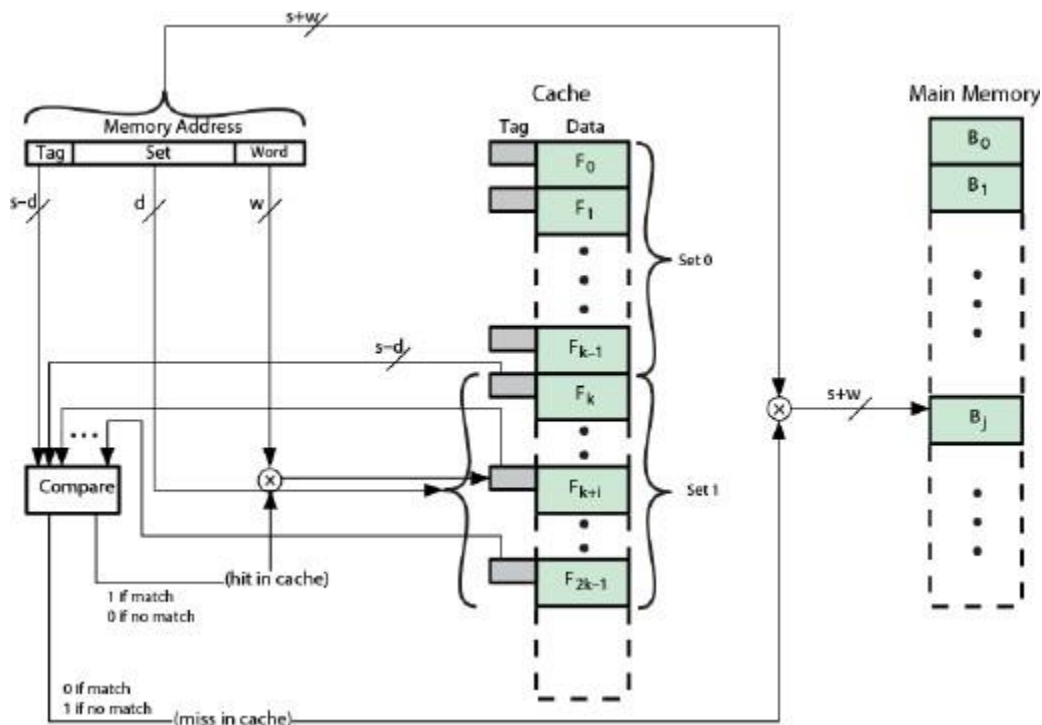 s+w
Cache
Main Memory
Memory Address
Tag Data
Tag Set Word
F0
B0
F1
B1
s–d d w
Set 0
Fk–1
s–d
Fk
s+w
Bj
• • •
Compare
Fk+i
Set 1
F2k–1
(hit in cache)
1 if match
0 if no match
0 if match
1 if no match
(miss in cache)